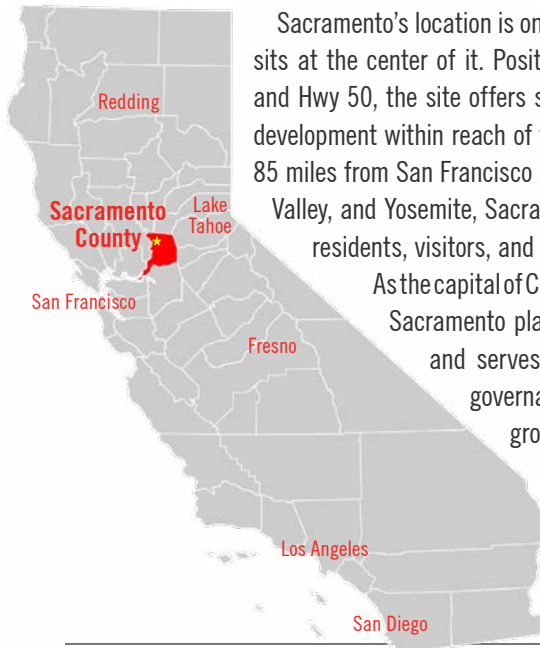 Sacramento’s location is on
sits at the center of it. Posit
and Hwy 50, the site offers s
development within reach of
85 miles from San Francisco
Valley, and Yosemite, Sacra
residents, visitors, and
As the capital of C
Sacramento pla
and serves
governa
gro
Redding
Lake
Tahoe
Sacramento
County
San Francisco
Fresno
Los Angeles
San Diego